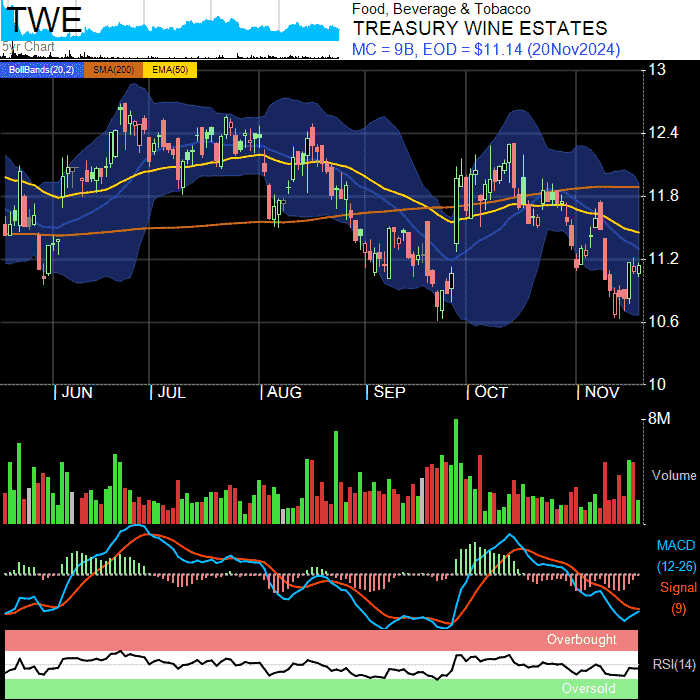 TWE
5yr Chart
Food, Beverage & Tobacco
TREASURY WINE ESTATES
MC = 9B, EOD = $11.14 (20Nov2024)
BollBands(20,2) SMA(200) EMA(50)
13
12.4
11.8
11.2
10.6
10
JUN JUL AUG SEP OCT NOV
8M
Volume
MACD
(12-26)
Signal
(9)
Overbought
RSI(14)
Oversold